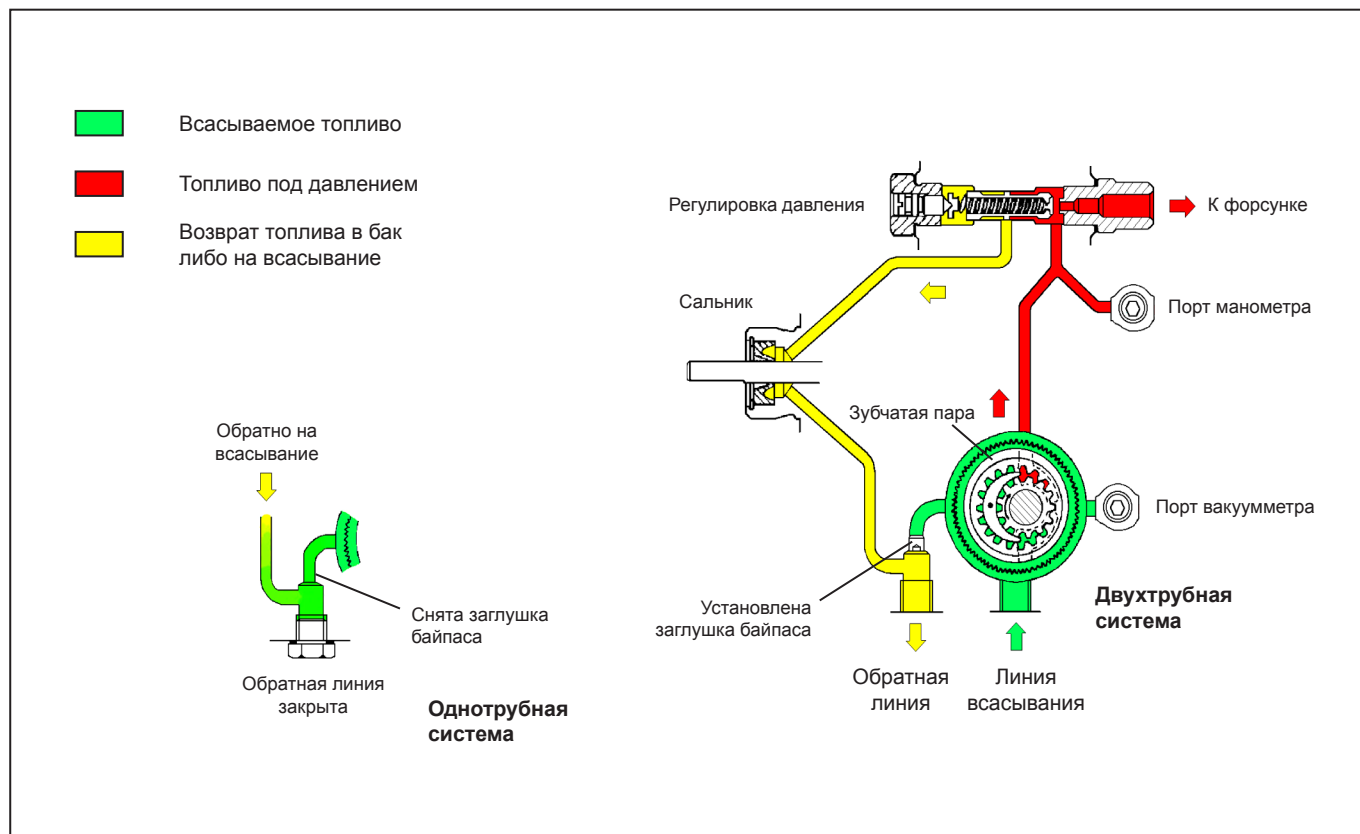 Всасываемое топливо
Топливо под давлением
Возврат топлива в бак
либо на всасывание
Регулировка давления
К форсунке
Сальник
Порт манометра
Зубчатая пара
Обратно на
всасывание
Порт вакуумметра
Снята заглушка
байпаса
Установлена
заглушка байпаса
Двухтрубная
система
Обратная
линия
Линия
всасывания
Обратная линия
закрыта
Однотрубная
система